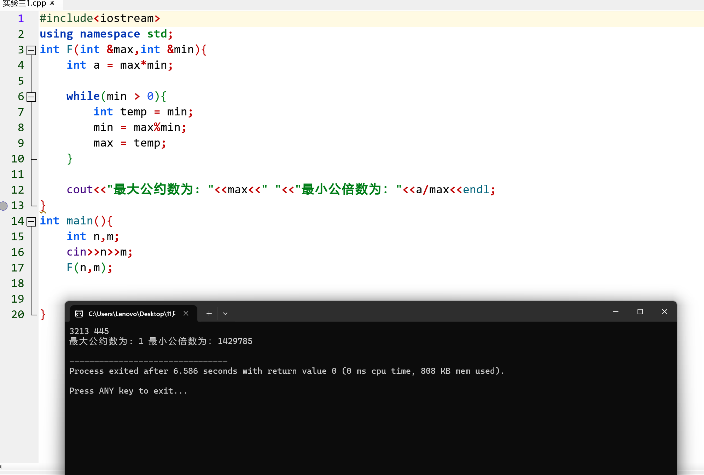 实验三1.cpp ×
1 #include<iostream>
2 using namespace std;
3 int F(int &max,int &min){
4     int a = max*min;
5
6     while(min > 0){
7         int temp = min;
8         min = max%min;
9         max = temp;
10     }
11
12     cout<<"最大公约数为: "<<max<<" "<<"最小公倍数为: "<<a/max<<endl;
13 }
14 int main(){
15     int n,m;
16     cin>>n>>m;
17     F(n,m);
18
19
20 }
C:\Users\Lenovo\Desktop\
3213 445
最大公约数为: 1 最小公倍数为: 1429785
--------------------------------
Process exited after 6.586 seconds with return value 0 (0 ms cpu time, 808 KB mem used).
Press ANY key to exit...